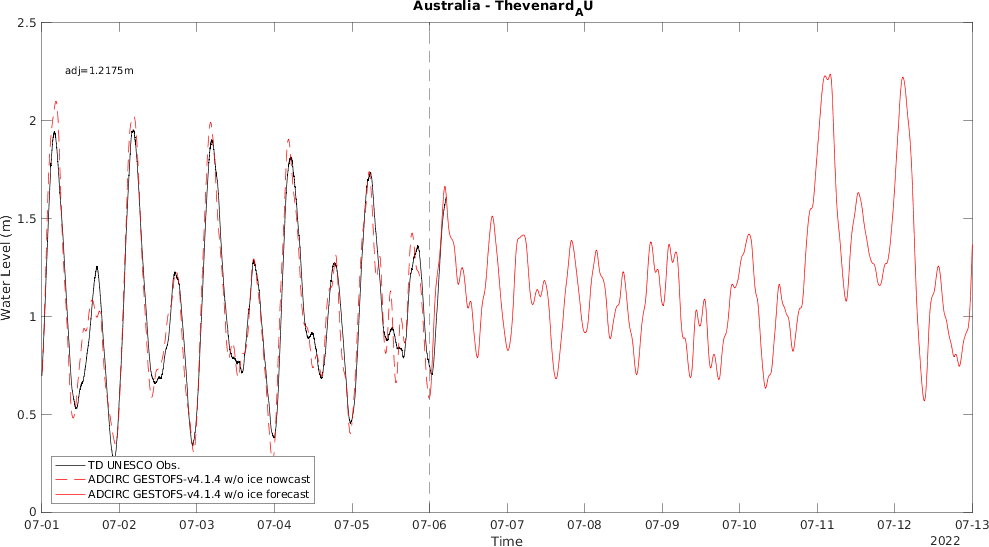 Australia - Thevenard_AU
2.5
adj=1.2175m
2
1.5
Water Level (m)
1
0.5
TD UNESCO Obs.
ADCIRC GESTOFS-v4.1.4 w/o ice nowcast
ADCIRC GESTOFS-v4.1.4 w/o ice forecast
0
07-01 07-02 07-03 07-04 07-05 07-06 07-07 07-08 07-09 07-10 07-11 07-12 07-13
Time
2022